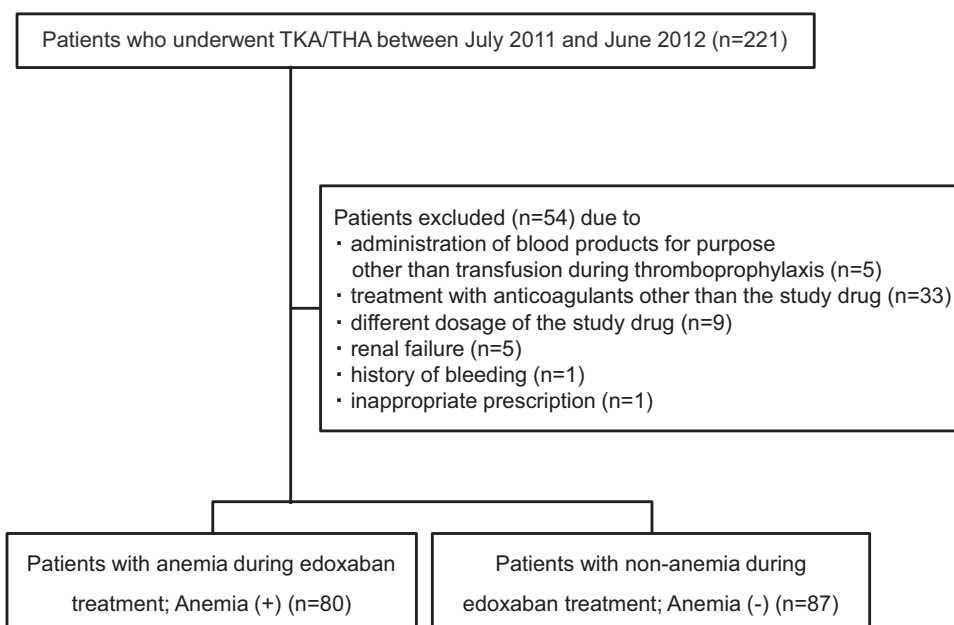 Patients who underwent TKA/THA between July 2011 and June 2012 (n=221)
Patients excluded (n=54) due to
・administration of blood products for purpose
other than transfusion during thromboprophylaxis (n=5)
・treatment with anticoagulants other than the study drug (n=33)
・different dosage of the study drug (n=9)
・renal failure (n=5)
・history of bleeding (n=1)
・inappropriate prescription (n=1)
Patients with anemia during edoxaban
treatment; Anemia (+) (n=80)
Patients with non-anemia during
edoxaban treatment; Anemia (-) (n=87)